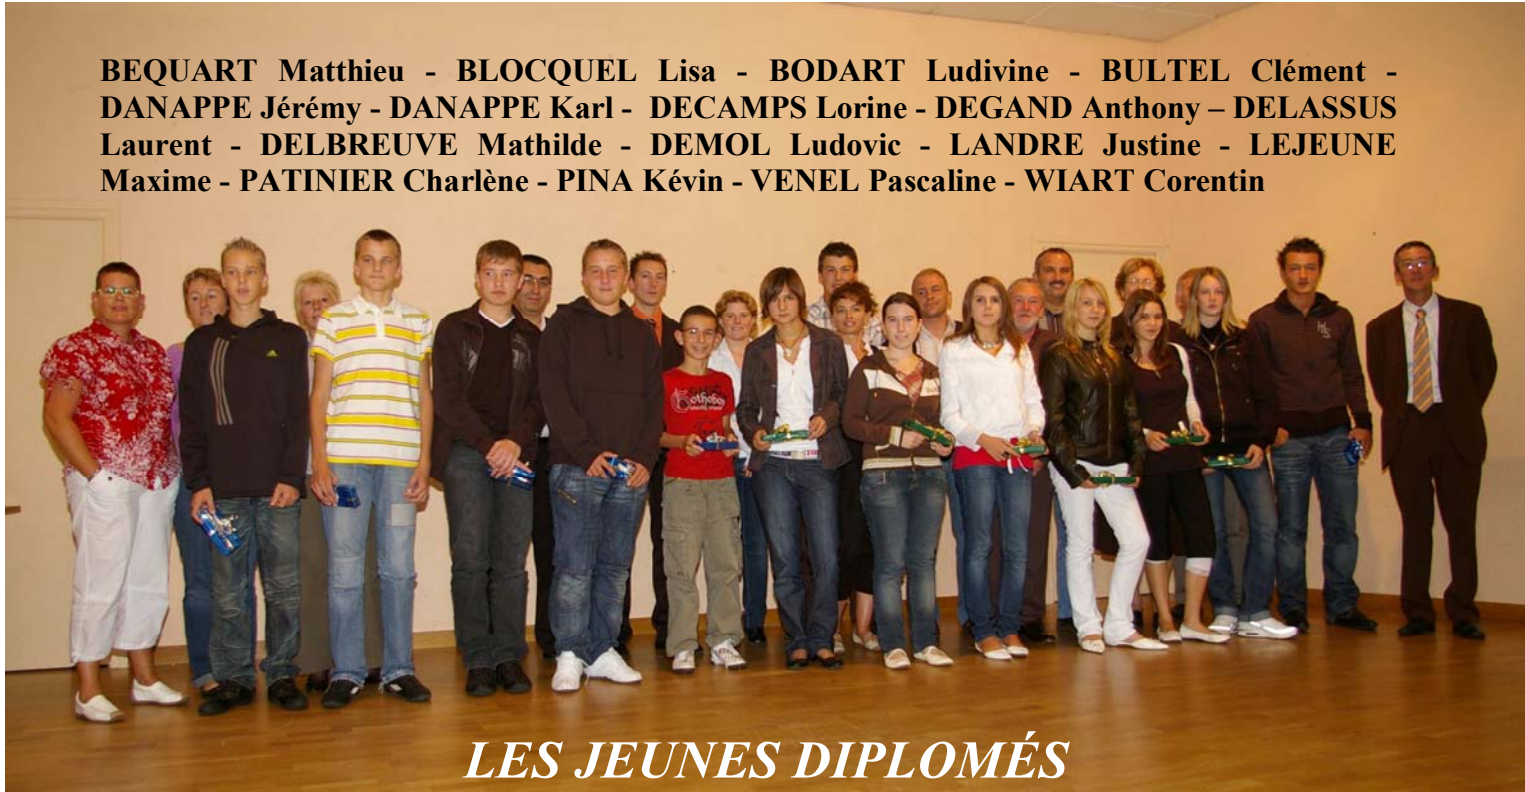 BEQUART Matthieu - BLOCQUEL Lisa - BODART Ludivine - BULTEL Clément -
DANAPPE Jérémy - DANAPPE Karl - DECAMPS Lorine - DEGAND Anthony – DELASSUS
Laurent - DELBREUVE Mathilde - DEMOL Ludovic - LANDRE Justine - LEJEUNE
Maxime - PATINIER Charlène - PINA Kévin - VENEL Pascaline - WIART Corentin
LES JEUNES DIPLOMÉS